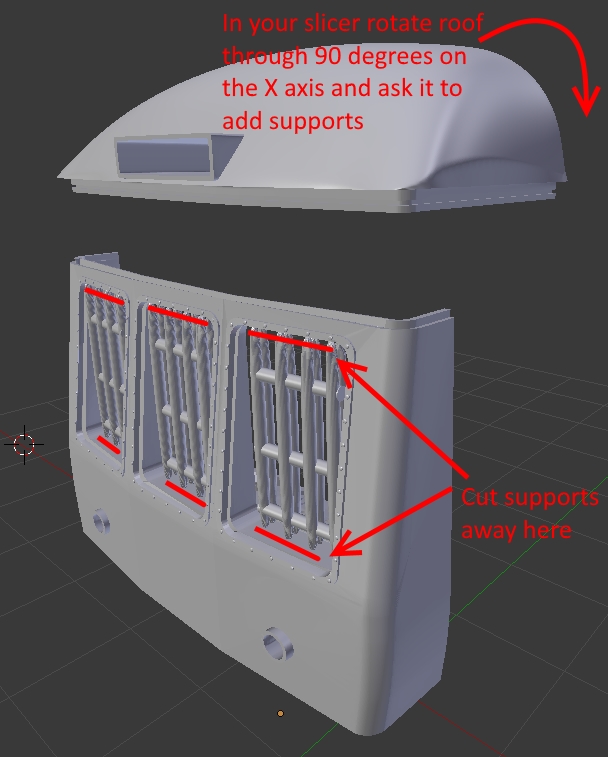 In your slicer rotate roof
through 90 degrees on
the X axis and ask it to
add supports
Cut supports
away here